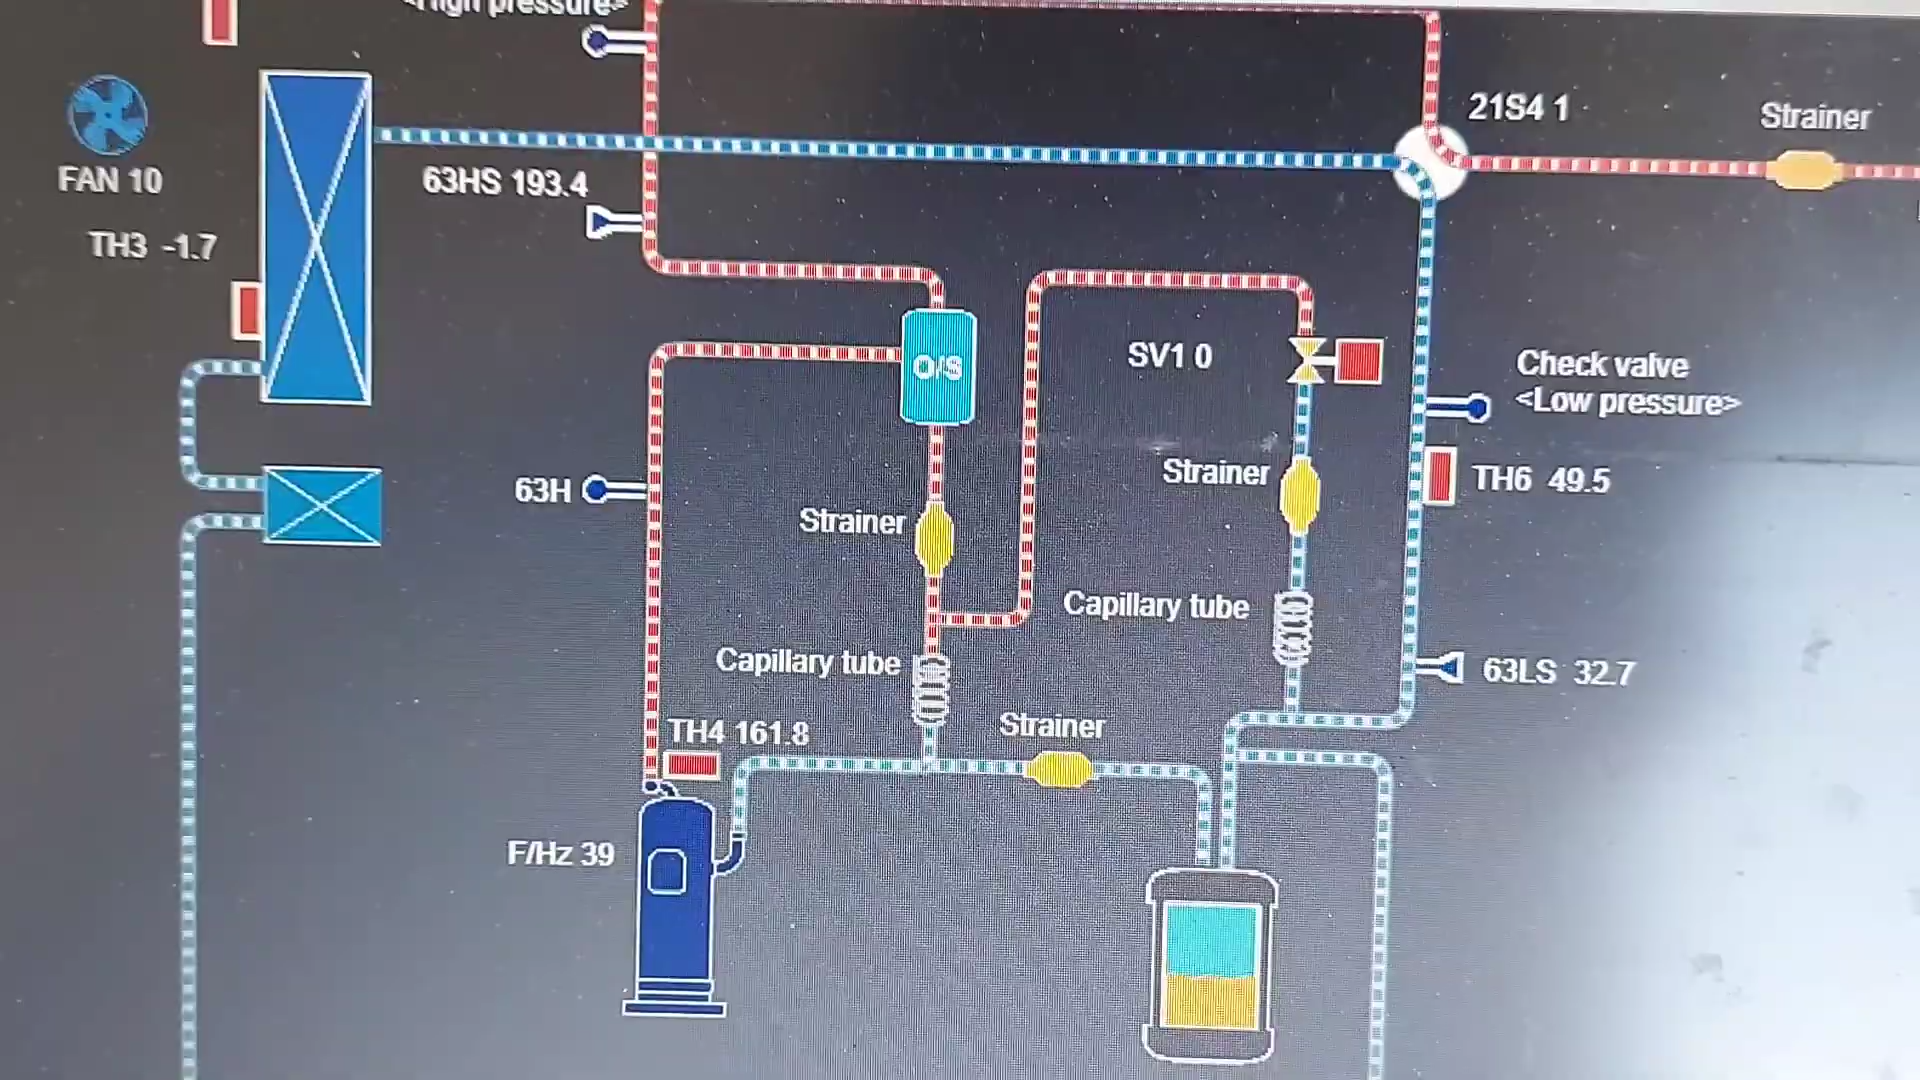 <High pressure>
21S4 1
Strainer
FAN 10
63HS 193.4
TH3 -1.7
O/S
SV1 0
Check valve
<Low pressure>
Strainer
TH6 49.5
63H
Strainer
Capillary tube
Capillary tube
63LS 32.7
TH4 161.8
Strainer
F/Hz 39